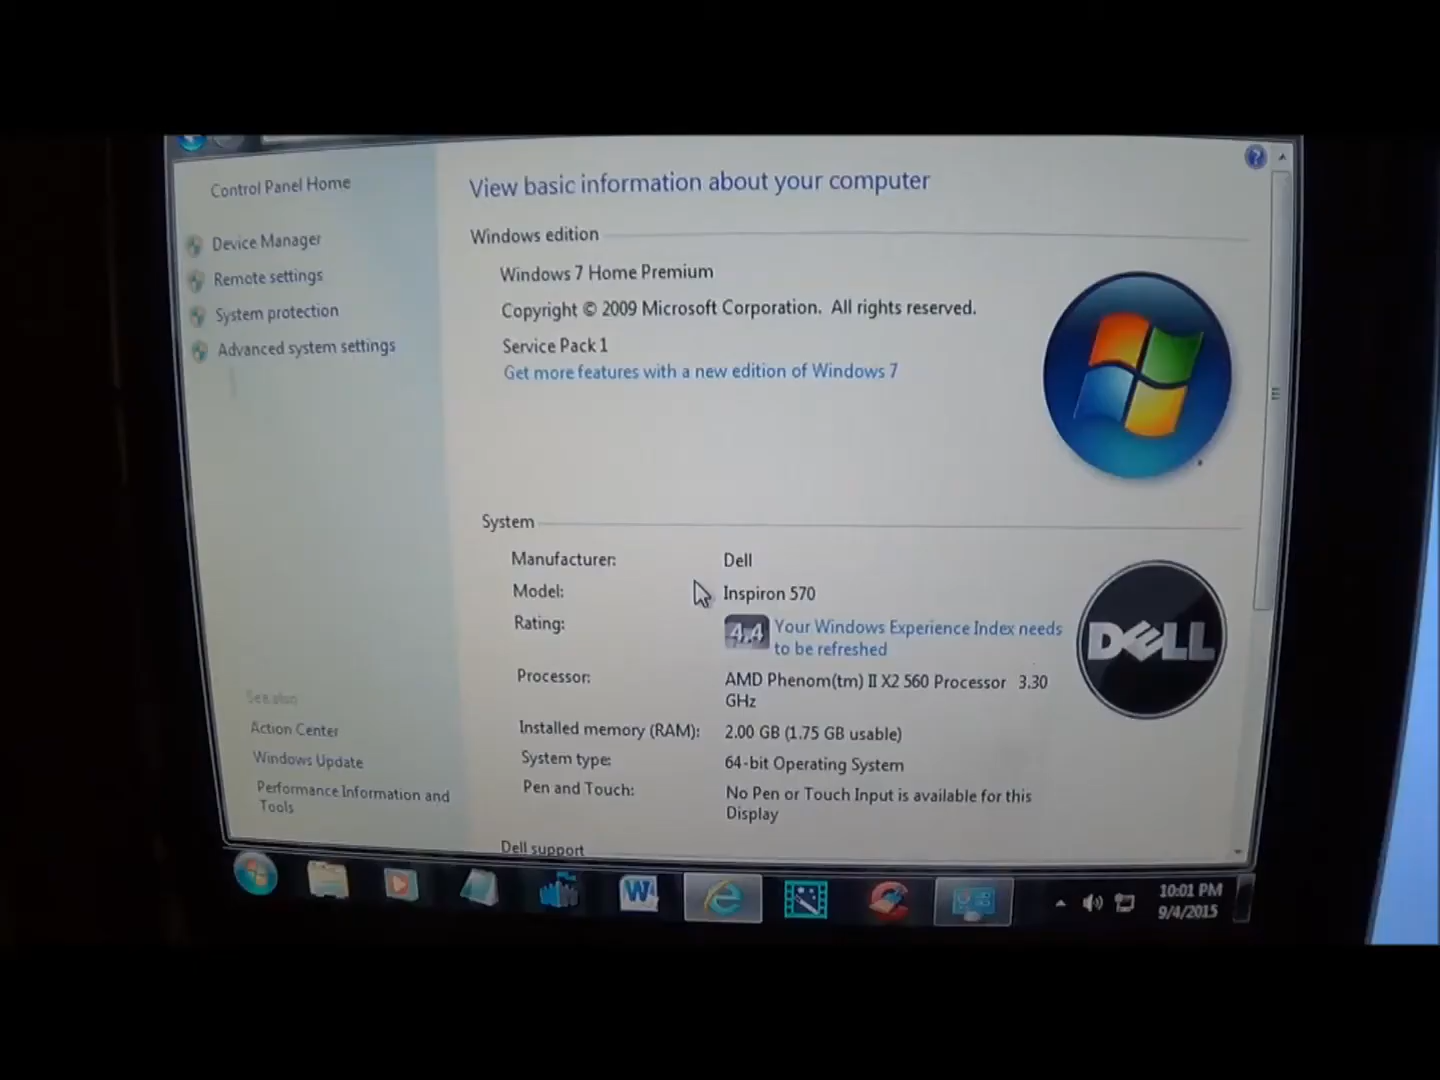 Control Panel Home
Device Manager
Remote settings
System protection
Advanced system settings
See also
Action Center
Windows Update
Performance Information and
Tools
View basic information about your computer
Windows edition
Windows 7 Home Premium
Copyright © 2009 Microsoft Corporation. All rights reserved.
Service Pack 1
Get more features with a new edition of Windows 7
System
Manufacturer: Dell
Model: Inspiron 570
Rating: 4,4 Your Windows Experience Index needs
to be refreshed
Processor: AMD Phenom(tm) II X2 560 Processor 3.30
GHz
Installed memory (RAM): 2.00 GB (1.75 GB usable)
System type: 64-bit Operating System
Pen and Touch: No Pen or Touch Input is available for this
Display
DELL
Dell support
W
10:01 PM
9/4/2015